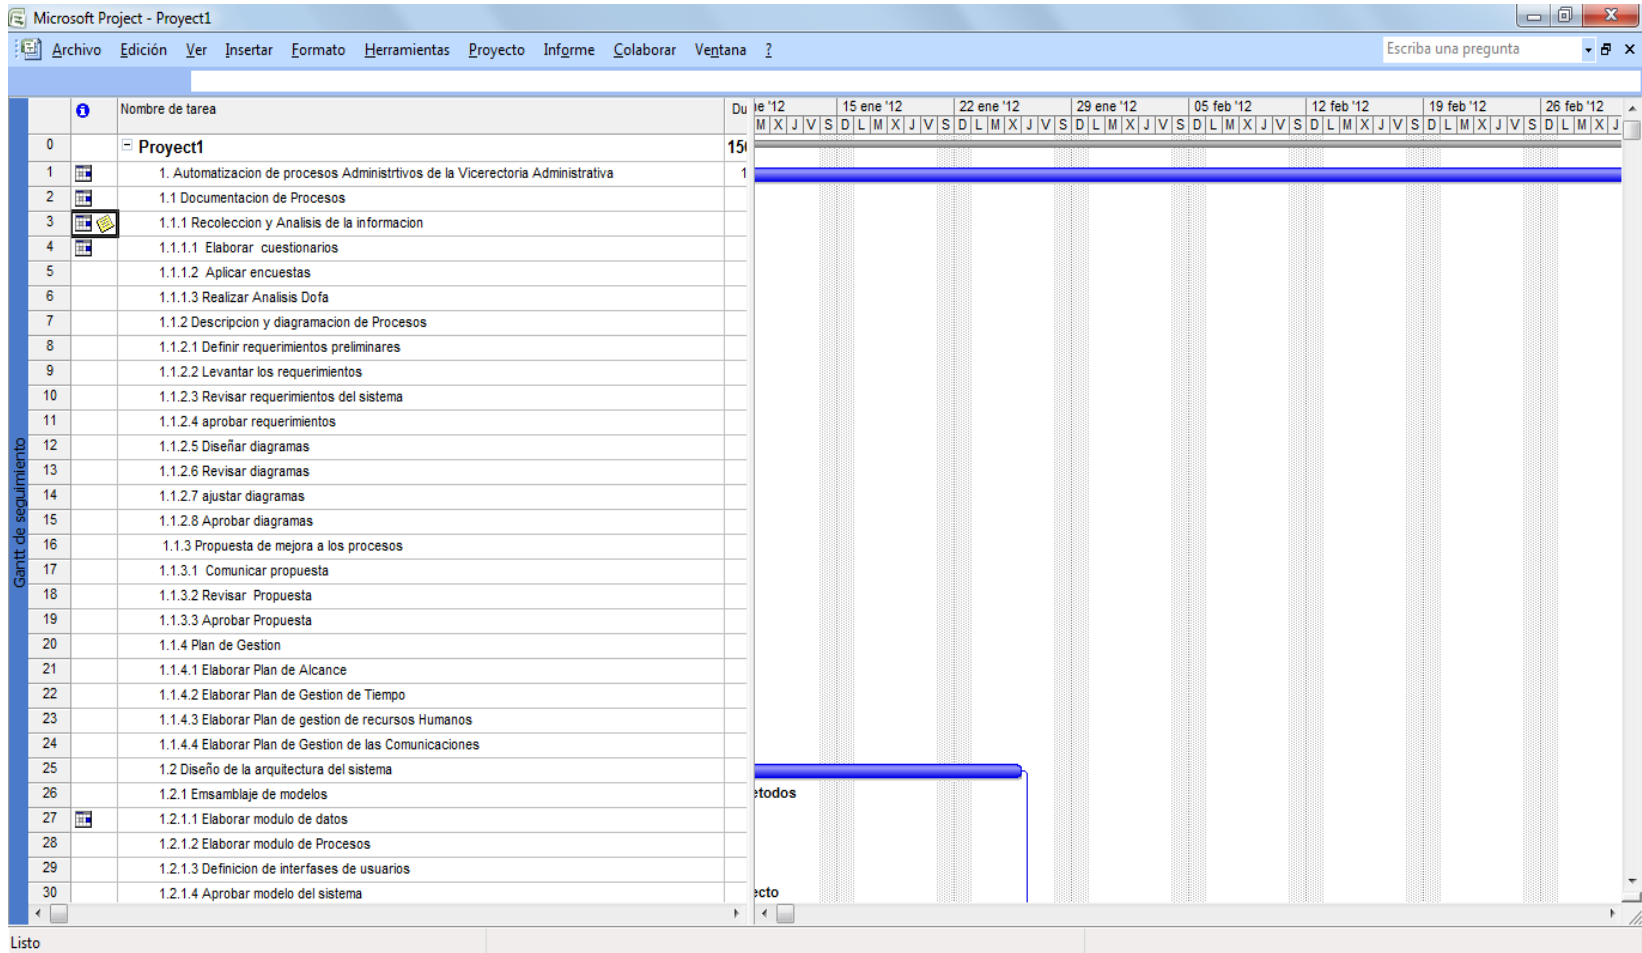 Microsoft Project - Proyect1
Archivo Edición Ver Insertar Formato Herramientas Proyecto Informe Colaborar Ventana ? Escriba una pregunta
Nombre de tarea Du ne '12 15 ene '12 22 ene '12 29 ene '12 05 feb '12 12 feb '12 19 feb '12 26 feb '12
M X J V S D L M X J V S D L M X J V S D L M X J V S D L M X J V S D L M X J V S D L M X J V S D L M X J
0 Proyect1 150
1 1. Automatizacion de procesos Administrtivos de la Vicerectoria Administrativa 1
2 1.1 Documentacion de Procesos
3 1.1.1 Recoleccion y Analisis de la informacion
4 1.1.1.1 Elaborar cuestionarios
5 1.1.1.2 Aplicar encuestas
6 1.1.1.3 Realizar Analisis Dofa
7 1.1.2 Descripcion y diagramacion de Procesos
8 1.1.2.1 Definir requerimientos preliminares
9 1.1.2.2 Levantar los requerimientos
10 1.1.2.3 Revisar requerimientos del sistema
11 1.1.2.4 aprobar requerimientos
12 1.1.2.5 Diseñar diagramas
13 1.1.2.6 Revisar diagramas
14 1.1.2.7 ajustar diagramas
15 1.1.2.8 Aprobar diagramas
16 1.1.3 Propuesta de mejora a los procesos
17 1.1.3.1 Comunicar propuesta
18 1.1.3.2 Revisar Propuesta
19 1.1.3.3 Aprobar Propuesta
20 1.1.4 Plan de Gestion
21 1.1.4.1 Elaborar Plan de Alcance
22 1.1.4.2 Elaborar Plan de Gestion de Tiempo
23 1.1.4.3 Elaborar Plan de gestion de recursos Humanos
24 1.1.4.4 Elaborar Plan de Gestion de las Comunicaciones
25 1.2 Diseño de la arquitectura del sistema
26 1.2.1 Emsamblaje de modelos etodos
27 1.2.1.1 Elaborar modulo de datos
28 1.2.1.2 Elaborar modulo de Procesos
29 1.2.1.3 Definicion de interfases de usuarios
30 1.2.1.4 Aprobar modelo del sistema ecto
Gantt de seguimiento
Listo